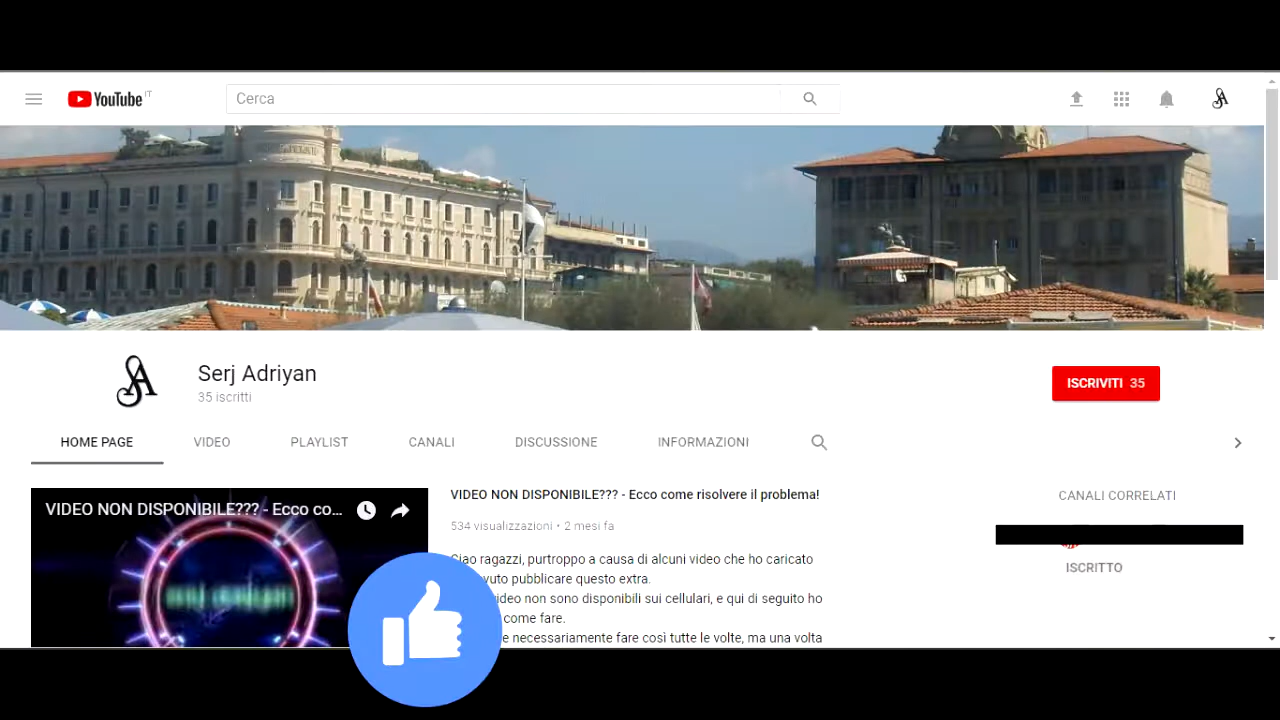 YouTube IT
Cerca
Serj Adriyan
35 iscritti
ISCRIVITI 35
HOME PAGE VIDEO PLAYLIST CANALI DISCUSSIONE INFORMAZIONI
VIDEO NON DISPONIBILE??? - Ecco co...
VIDEO NON DISPONIBILE??? - Ecco come risolvere il problema!
534 visualizzazioni • 2 mesi fa
Ciao ragazzi, purtroppo a causa di alcuni video che ho caricato
pubblicare questo extra.
non sono disponibili sui cellulari, e qui di seguito ho
come fare.
necessariamente fare così tutte le volte, ma una volta
CANALI CORRELATI
ISCRITTO